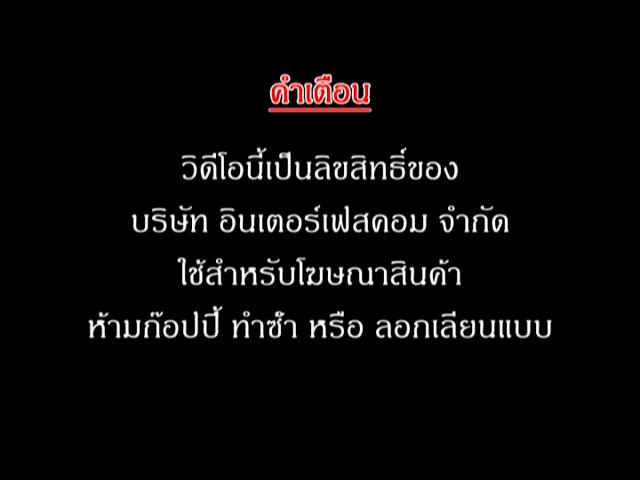 คำเตือน
วิดีโอนี้เป็นลิขสิทธิ์ของ
บริษัท อินเตอร์เฟสคอม จำกัด
ใช้สำหรับโฆษณาสินค้า
ห้ามก๊อปปี้ ทำซ้ำ หรือ ลอกเลียนแบบ